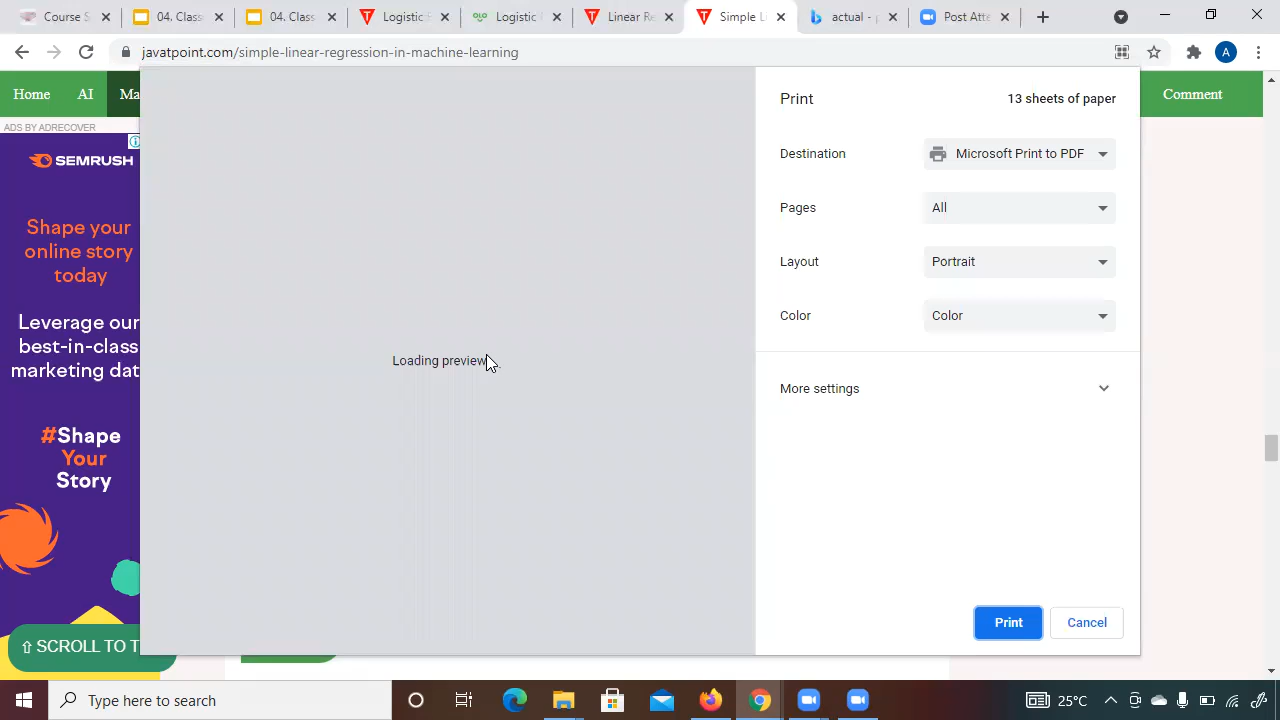 Course S
04. Clas
04. Clas
Logistic
Logistic
Linear Re
Simple Li
actual - p
Post Atte
javatpoint.com/simple-linear-regression-in-machine-learning
Home AI Ma
Comment
ADS BY ADRECOVER
SEMRUSH
Shape your
online story
today
Leverage our
best-in-class
marketing dat
#Shape
Your
Story
⇧ SCROLL TO T
Loading preview
Print 13 sheets of paper
Destination Microsoft Print to PDF
Pages All
Layout Portrait
Color Color
More settings
Print Cancel
Type here to search
25°C
A